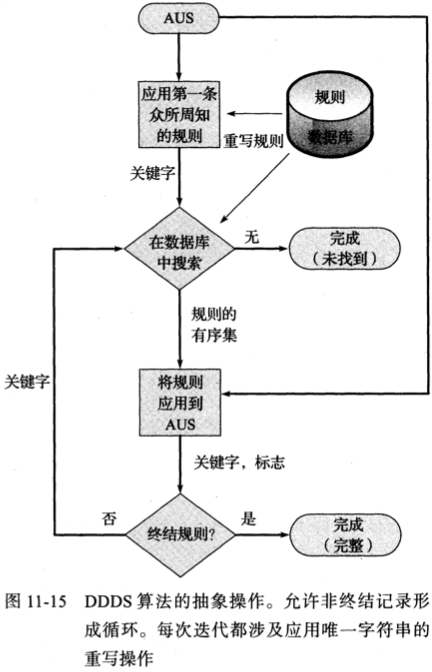 AUS
应用第一条
众所周知
的规则
规则
数据库
重写规则
关键字
在数据库
中搜索
无
完成
（未找到）
规则的
有序集
关键字
将规则
应用到
AUS
关键字，标志
否
终结规则？
是
完成
（完整）
图 11-15 DDDS 算法的抽象操作。允许非终结记录形
成循环。每次迭代都涉及应用唯一字符串的
重写操作